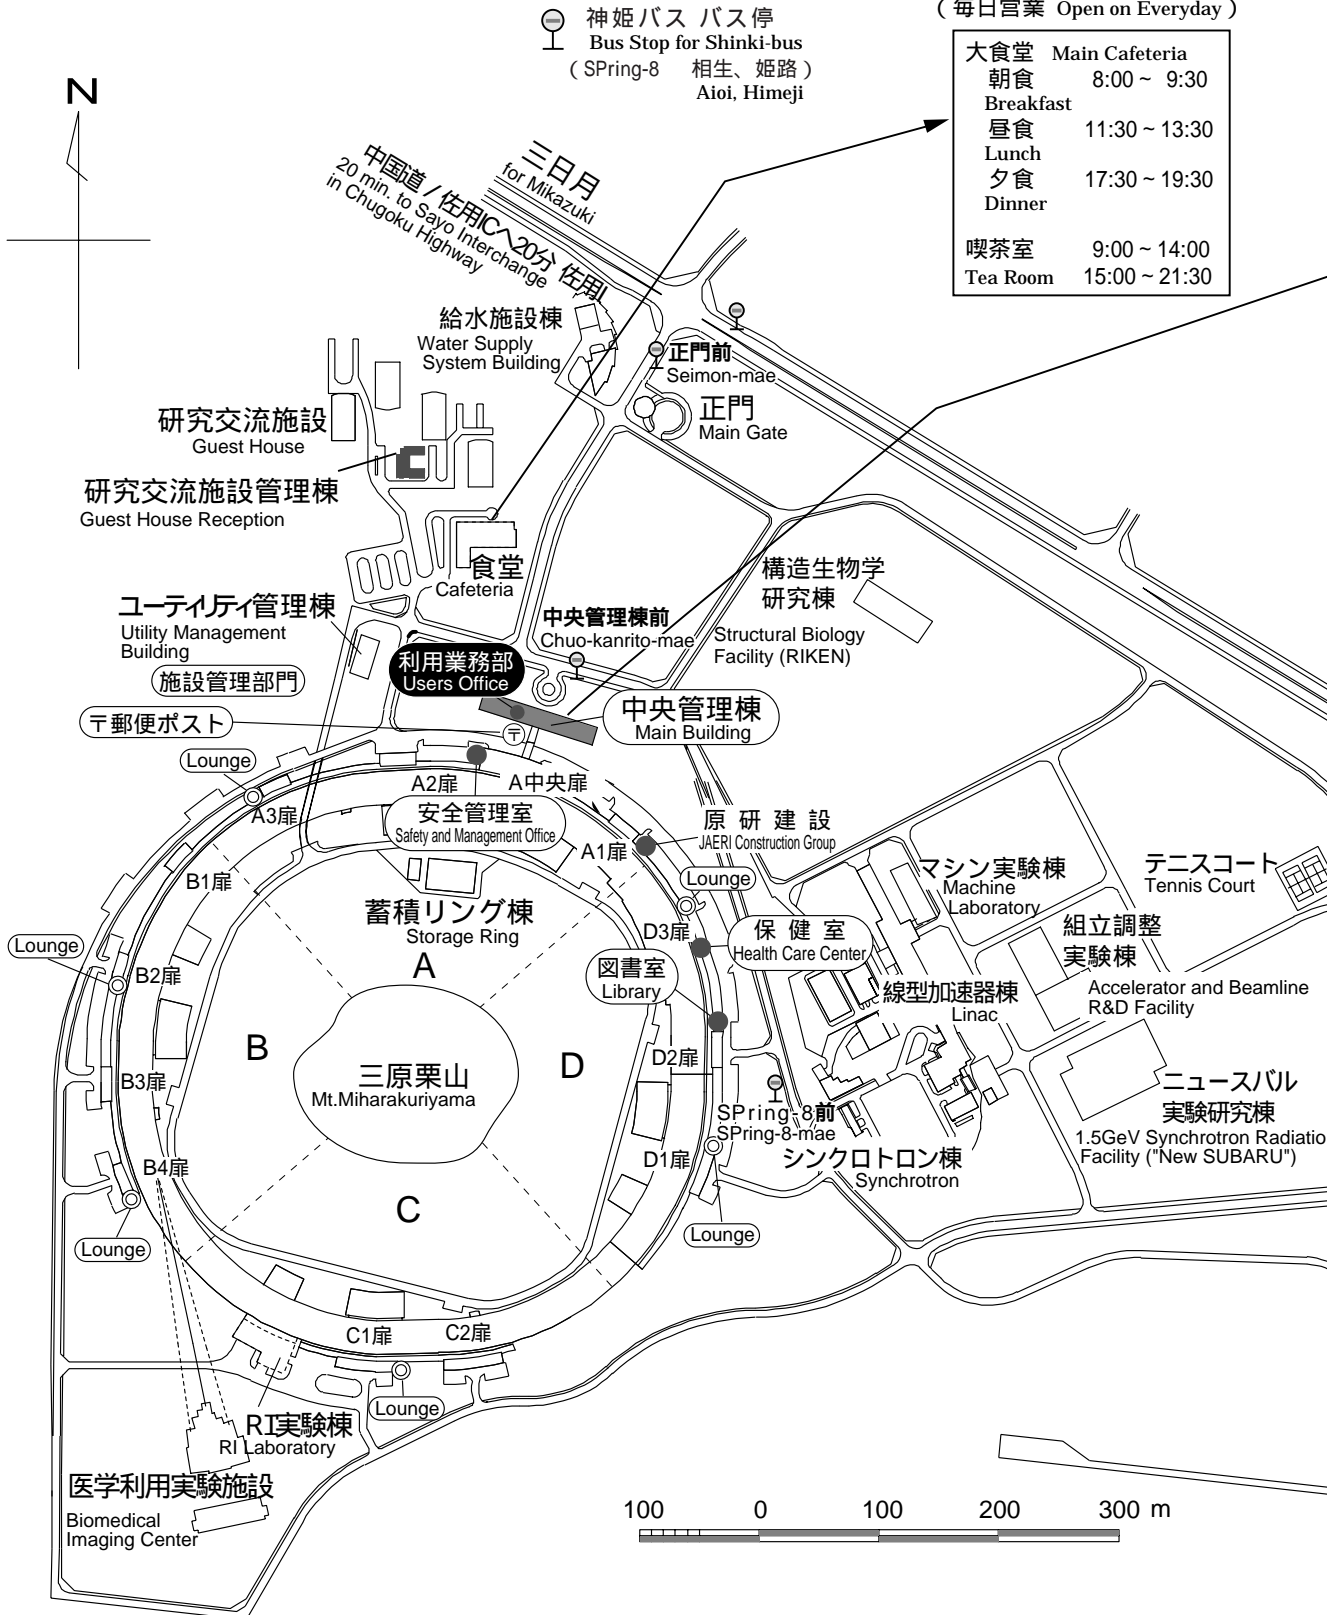 神姫バス バス停
Bus Stop for Shinki-bus
（SPring-8　相生、姫路）
Aioi, Himeji
（毎日営業 Open on Everyday）
大食堂 Main Cafeteria
朝食 8:00 ~ 9:30
Breakfast
昼食 11:30 ~ 13:30
Lunch
夕食 17:30 ~ 19:30
Dinner
喫茶室 9:00 ~ 14:00
Tea Room 15:00 ~ 21:30
N
三日月
for Mikazuki
中国道/佐用ICへ20分 佐用I
20 min. to Sayo Interchange
in Chugoku Highway
給水施設棟
Water Supply
System Building
正門前
Seimon-mae
正門
Main Gate
研究交流施設
Guest House
研究交流施設管理棟
Guest House Reception
食堂
Cafeteria
構造生物学
研究棟
Structural Biology
Facility (RIKEN)
ユーティリティ管理棟
Utility Management
Building
施設管理部門
中央管理棟前
Chuo-kanrito-mae
利用業務部
Users Office
〒郵便ポスト
〒
中央管理棟
Main Building
Lounge
A3扉
A2扉
A中央扉
安全管理室
Safety and Management Office
A1扉
原研建設
JAERI Construction Group
Lounge
B1扉
蓄積リング棟
Storage Ring
A
マシン実験棟
Machine
Laboratory
テニスコート
Tennis Court
D3扉
保健室
Health Care Center
組立調整
実験棟
Accelerator and Beamline
R&D Facility
Lounge
B2扉
図書室
Library
線型加速器棟
Linac
B
D
D2扉
三原栗山
Mt.Miharakuriyama
B3扉
SPring-8前
SPring-8-mae
ニュースバル
実験研究棟
1.5GeV Synchrotron Radiatio
Facility ("New SUBARU")
D1扉
シンクロトロン棟
Synchrotron
B4扉
C
Lounge
Lounge
C1扉
C2扉
Lounge
RI実験棟
RI Laboratory
医学利用実験施設
Biomedical
Imaging Center
100 0 100 200 300 m